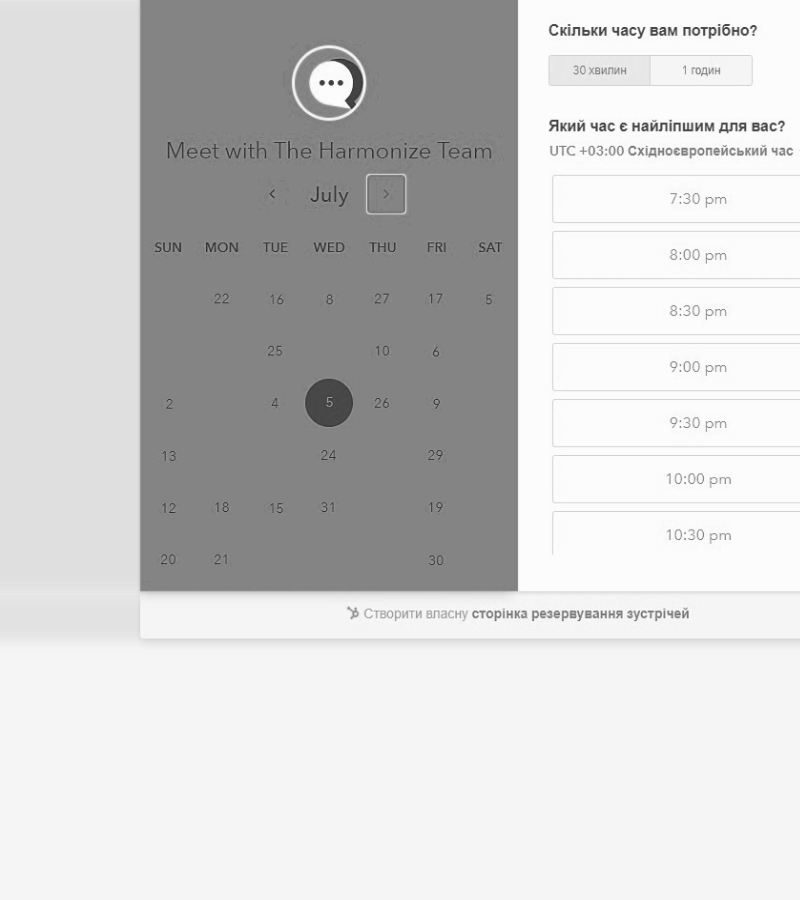 Meet with The Harmonize Team
July
SUN MON TUE WED THU FRI SAT
22 16 8 27 17 5
25 10 6
2 4 5 26 9
13 24 29
12 18 15 31 19
20 21 30
Скільки часу вам потрібно?
30 хвилин 1 годин
Який час є найліпшим для вас?
UTC +03:00 Східноєвропейський час
7:30 pm
8:00 pm
8:30 pm
9:00 pm
9:30 pm
10:00 pm
10:30 pm
Створити власну сторінка резервування зустрічей